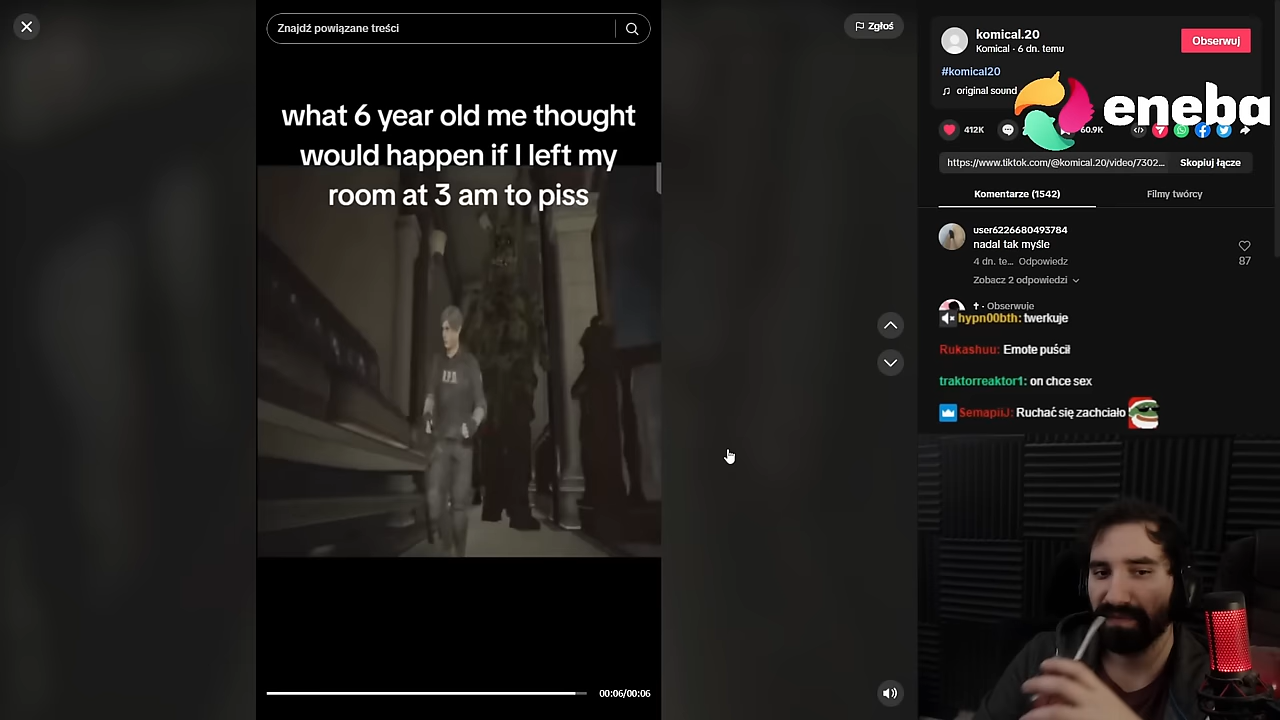 Znajdź powiązane treści
Zgłoś
what 6 year old me thought
would happen if I left my
room at 3 am to piss
00:06/00:06
komical.20
Komical · 6 dn. temu
Obserwuj
#komical20
original sound
eneba
412K
60.9K
https://www.tiktok.com/@komical.20/video/7302...
Skopiuj łącze
Komentarze (1542)
Filmy twórcy
user6226680493784
nadal tak myśle
4 dn. te... Odpowiedz
87
Zobacz 2 odpowiedzi
· Obserwuje
hypn00bth: twerkuje
Rukashuu: Emote puścił
traktorreaktor1: on chce sex
SemapiiJ: Ruchać się zachciało